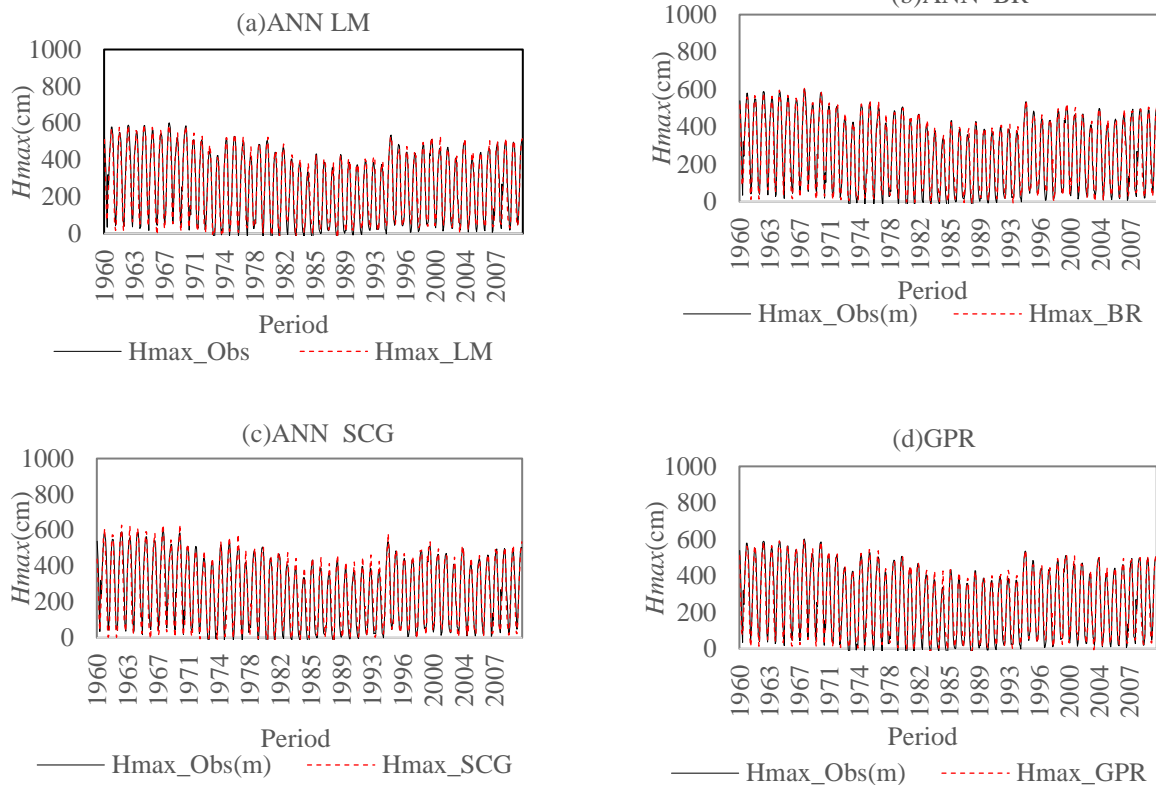 (a)ANN LM
1000
800
600
400
200
0
Hmax(cm)
1960 1963 1967 1971 1974 1978 1982 1985 1989 1993 1996 2000 2004 2007
Period
Hmax_Obs Hmax_LM
(b)ANN BR
1000
800
600
400
200
0
Hmax(cm)
1960 1963 1967 1971 1974 1978 1982 1985 1989 1993 1996 2000 2004 2007
Period
Hmax_Obs(m) Hmax_BR
(c)ANN SCG
1000
800
600
400
200
0
Hmax(cm)
1960 1963 1967 1971 1974 1978 1982 1985 1989 1993 1996 2000 2004 2007
Period
Hmax_Obs(m) Hmax_SCG
(d)GPR
1000
800
600
400
200
0
Hmax(cm)
1960 1963 1967 1971 1974 1978 1982 1985 1989 1993 1996 2000 2004 2007
Period
Hmax_Obs(m) Hmax_GPR